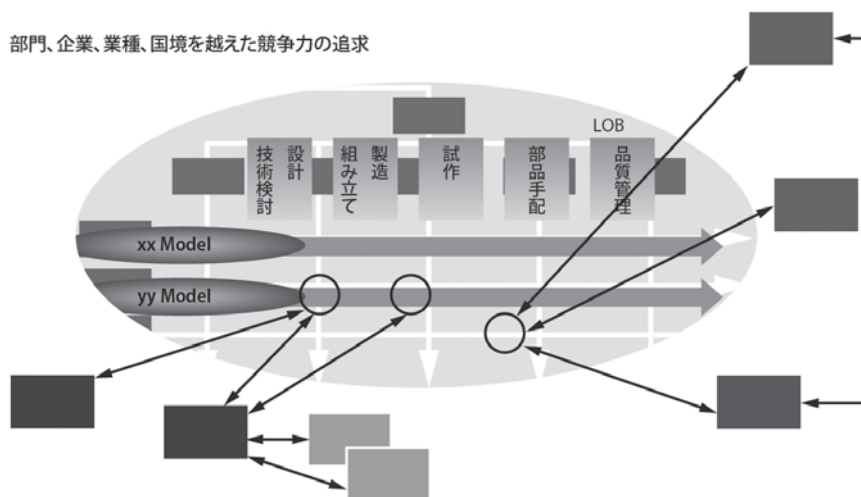 部門、企業、業種、国境を越えた競争力の追求
LOB
設計
技術検討
製造
組み立て
試作
部品手配
品質管理
xx Model
yy Model